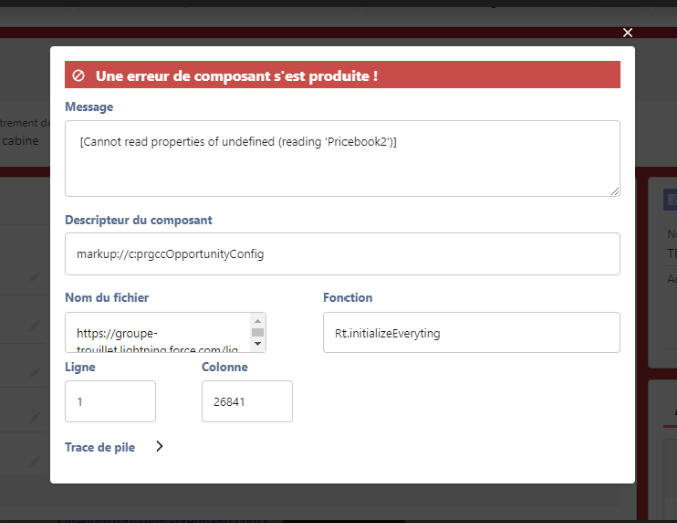 trement de
cabine
Une erreur de composant s'est produite !
Message
[Cannot read properties of undefined (reading 'Pricebook2')]
Descripteur du composant
markup://c:prgccOpportunityConfig
Nom du fichier
Fonction
https://groupe-
trouillet.lightning.force.com/lig
Rt.initializeEveryting
Ligne
Colonne
1
26841
Trace de pile